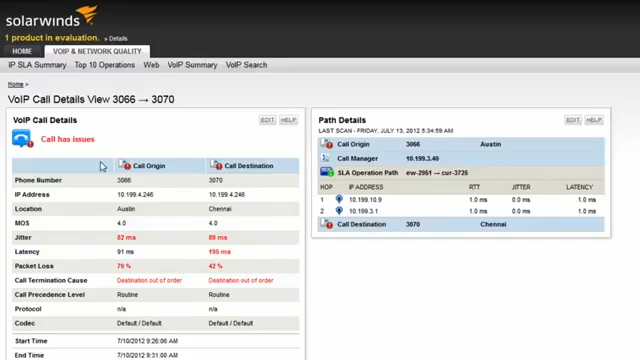 solarwinds
1 product in evaluation. » Details
HOME VOIP & NETWORK QUALITY
IP SLA Summary Top 10 Operations Web VoIP Summary VoIP Search
Home >
VoIP Call Details View 3066 → 3070
VoIP Call Details EDIT HELP
Call has issues
Call Origin Call Destination
Phone Number 3066 3070
IP Address 10.199.4.246 10.199.4.246
Location Austin Chennai
MOS 4.0 4.0
Jitter 82 ms 89 ms
Latency 91 ms 195 ms
Packet Loss 79 % 42 %
Call Termination Cause Destination out of order Destination out of order
Call Precedence Level Routine Routine
Protocol n/a n/a
Codec Default / Default Default / Default
Start Time 7/10/2012 9:26:06 AM
End Time 7/10/2012 9:31:00 AM
Path Details EDIT HELP
LAST SCAN - FRIDAY, JULY 13, 2012 5:34:59 AM
Call Origin 3066 Austin
Call Manager 10.199.3.40
SLA Operation Path ew-2951 → cur-3725
HOP IP ADDRESS RTT JITTER LATENCY
1 10.199.10.9 1.0 ms 0.0 ms 1.0 ms
2 10.199.3.1 1.0 ms 0.0 ms 1.0 ms
Call Destination 3070 Chennai